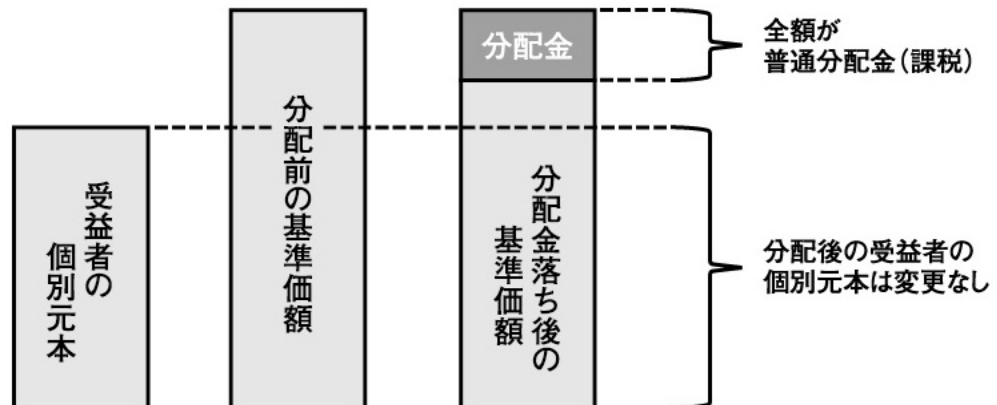 受益者の
個別元本
分配前の基準価額
分配金
分配金落ち後の
基準価額
全額が
普通分配金(課税)
分配後の受益者の
個別元本は変更なし